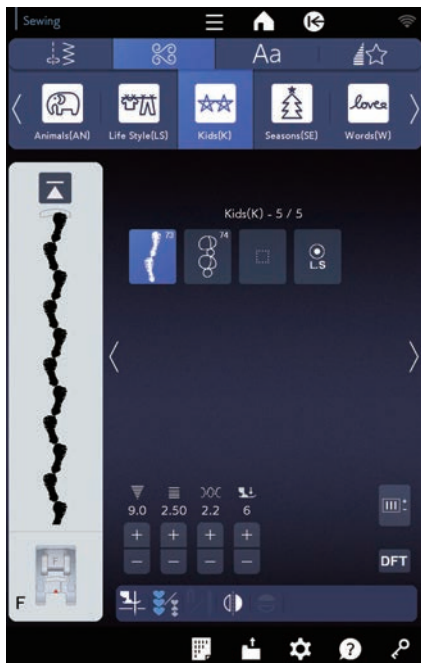 Sewing
Aa
Animals(AN) Life Style(LS) Kids(K) Seasons(SE) Words(W)
love
Kids(K) - 5 / 5
73 74
L.S
9.0 2.50 2.2 6
+ + + +
- - - -
DFT
F
F
?